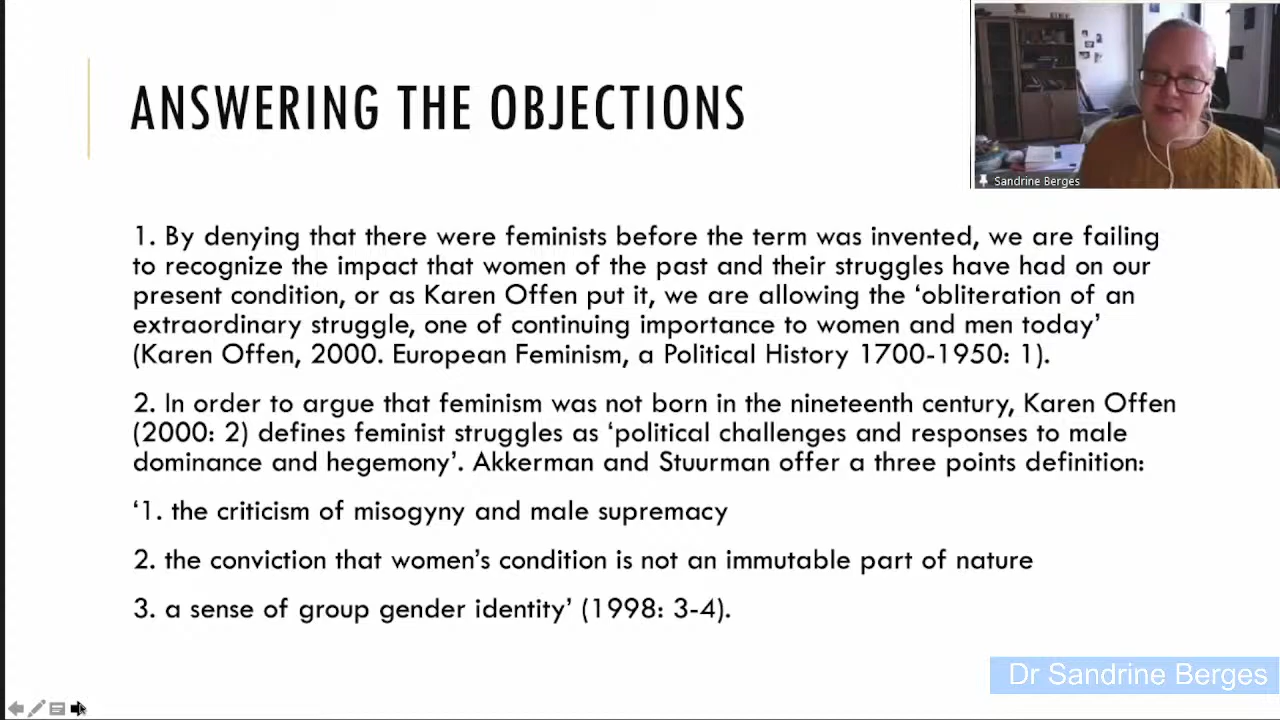 ANSWERING THE OBJECTIONS
Sandrine Berges
1. By denying that there were feminists before the term was invented, we are failing
to recognize the impact that women of the past and their struggles have had on our
present condition, or as Karen Offen put it, we are allowing the ‘obliteration of an
extraordinary struggle, one of continuing importance to women and men today’
(Karen Offen, 2000. European Feminism, a Political History 1700-1950: 1).
2. In order to argue that feminism was not born in the nineteenth century, Karen Offen
(2000: 2) defines feminist struggles as ‘political challenges and responses to male
dominance and hegemony’. Akkerman and Stuurman offer a three points definition:
‘1. the criticism of misogyny and male supremacy
2. the conviction that women’s condition is not an immutable part of nature
3. a sense of group gender identity’ (1998: 3-4).
Dr Sandrine Berges